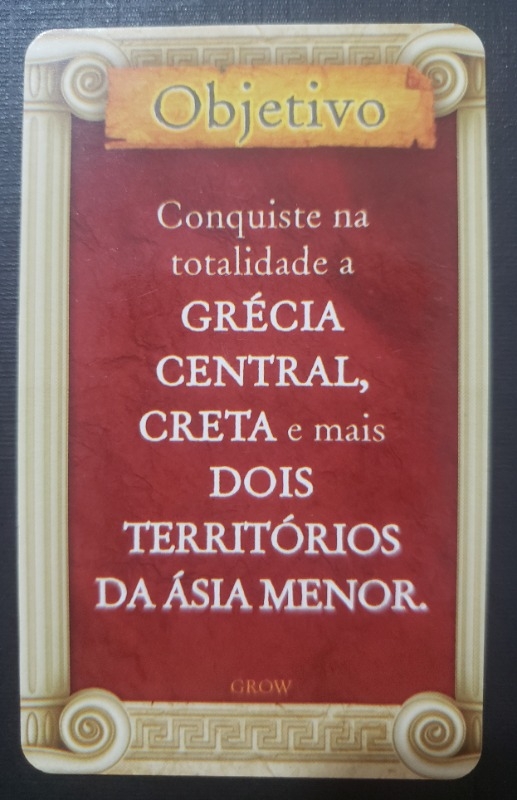 Objetivo
Conquiste na
totalidade a
GRÉCIA
CENTRAL,
CRETA e mais
DOIS
TERRITÓRIOS
DA ÁSIA MENOR.
GROW